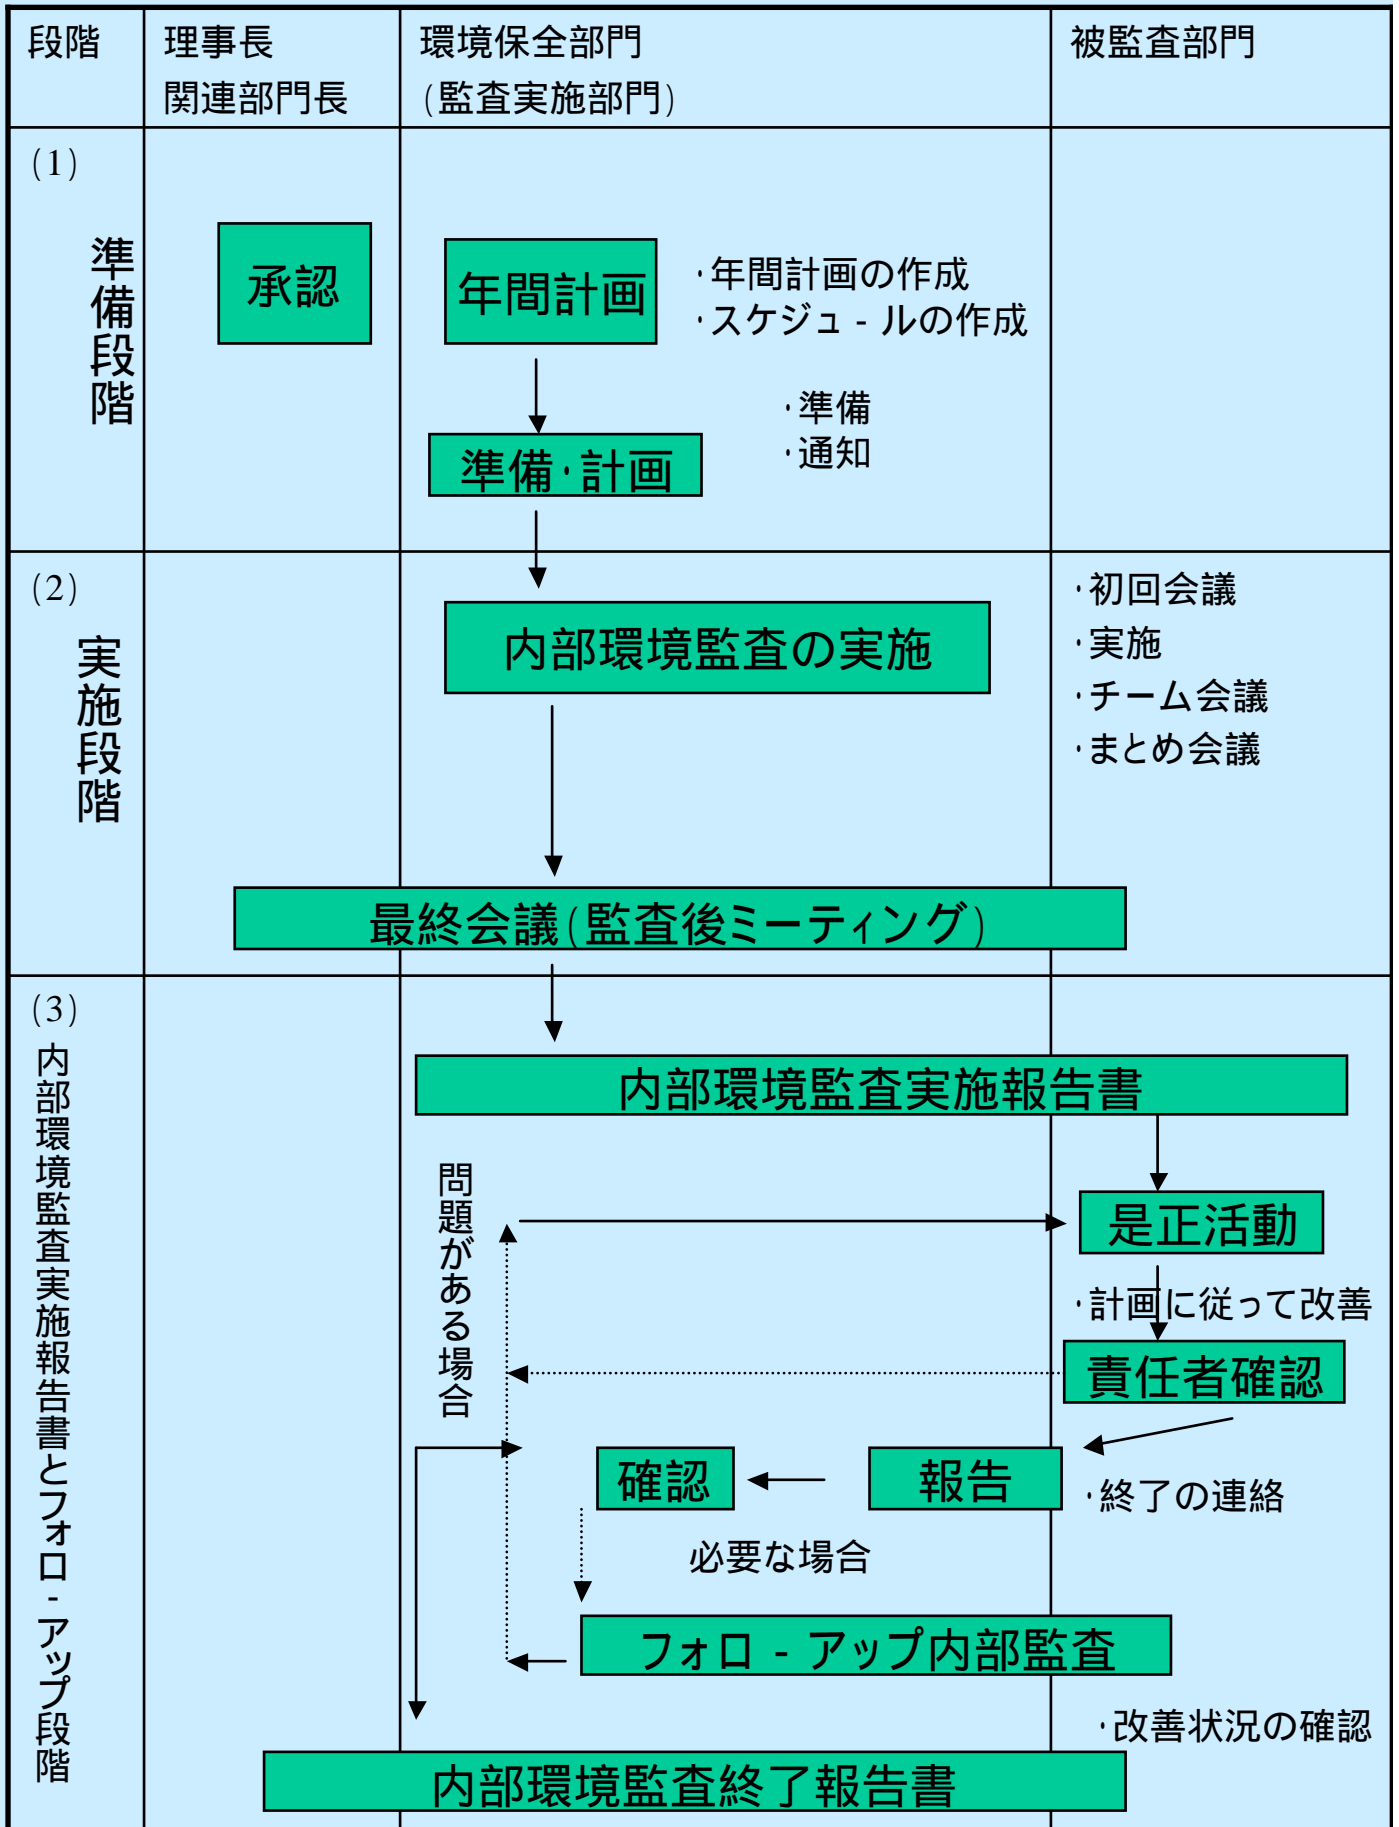 段階
理事長
関連部門長
環境保全部門
(監査実施部門)
被監査部門
(1)
準備段階
承認
年間計画
･年間計画の作成
･スケジュ-ルの作成
･準備
･通知
準備･計画
(2)
実施段階
内部環境監査の実施
･初回会議
･実施
･チーム会議
･まとめ会議
最終会議(監査後ミーティング)
(3)
内部環境監査実施報告書とフォロ-アップ段階
内部環境監査実施報告書
問題がある場合
是正活動
･計画に従って改善
責任者確認
確認
報告
･終了の連絡
必要な場合
フォロ-アップ内部監査
･改善状況の確認
内部環境監査終了報告書